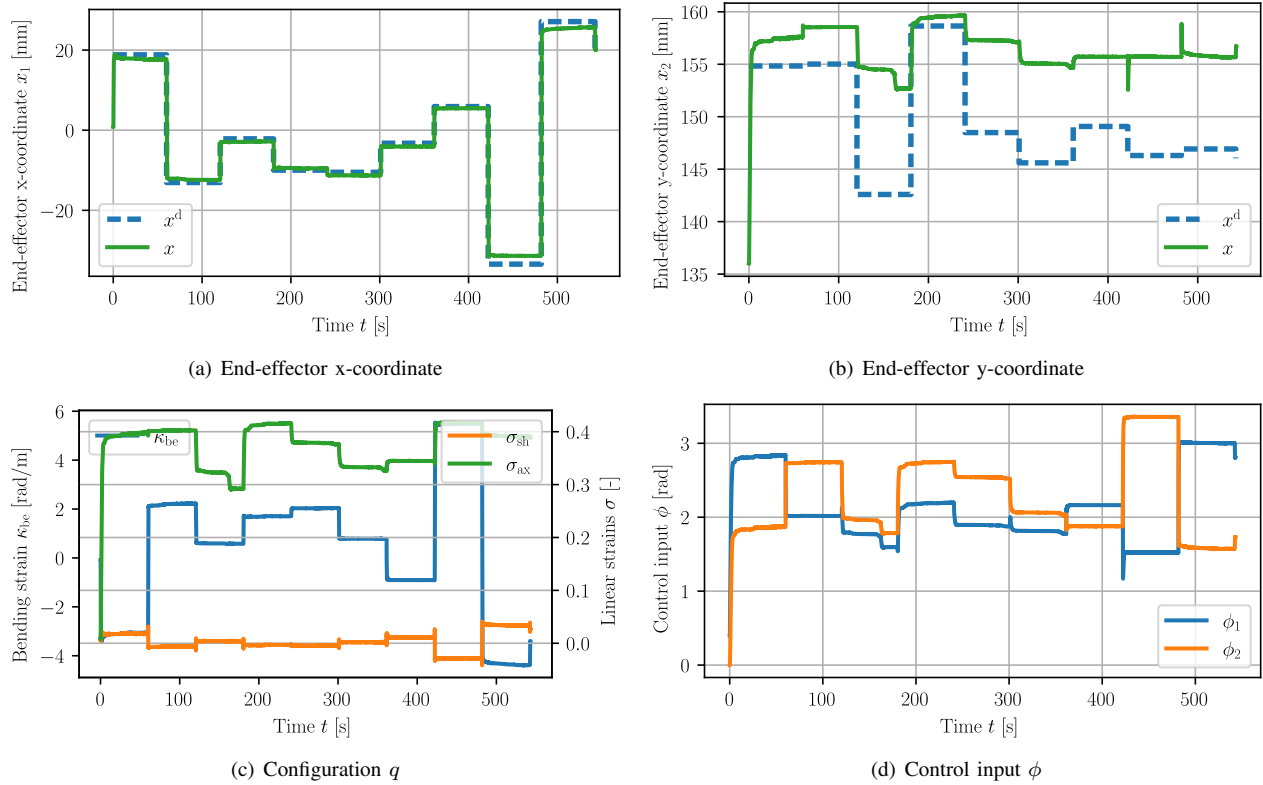 20
0
−20
End-effector x-coordinate x₁ [mm]
xᵈ
x
0 100 200 300 400 500
Time t [s]
(a) End-effector x-coordinate
160
155
150
145
140
135
End-effector y-coordinate x₂ [mm]
xᵈ
x
0 100 200 300 400 500
Time t [s]
(b) End-effector y-coordinate
6
4
2
0
−2
−4
Bending strain κbe [rad/m]
κbe
σsh
σax
0.4
0.3
0.2
0.1
0.0
Linear strains σ [-]
0 100 200 300 400 500
Time t [s]
(c) Configuration q
3
2
1
0
Control input ϕ [rad]
ϕ₁
ϕ₂
0 100 200 300 400 500
Time t [s]
(d) Control input ϕ